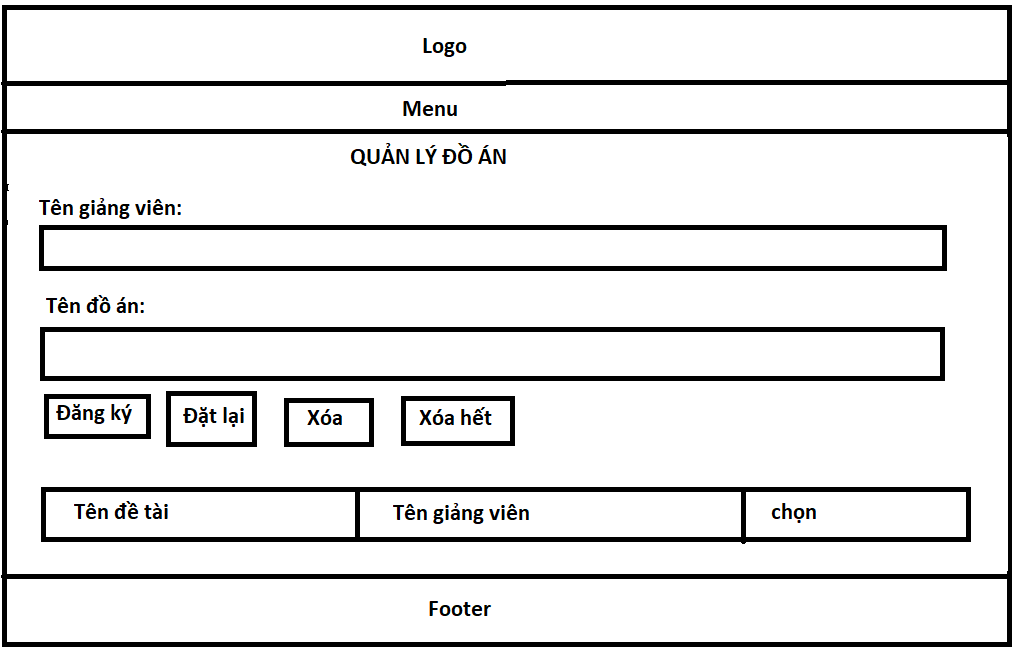 Logo
Menu
QUẢN LÝ ĐỒ ÁN
Tên giảng viên:
Tên đồ án:
Đăng ký Đặt lại Xóa Xóa hết
Tên đề tài Tên giảng viên chọn
Footer